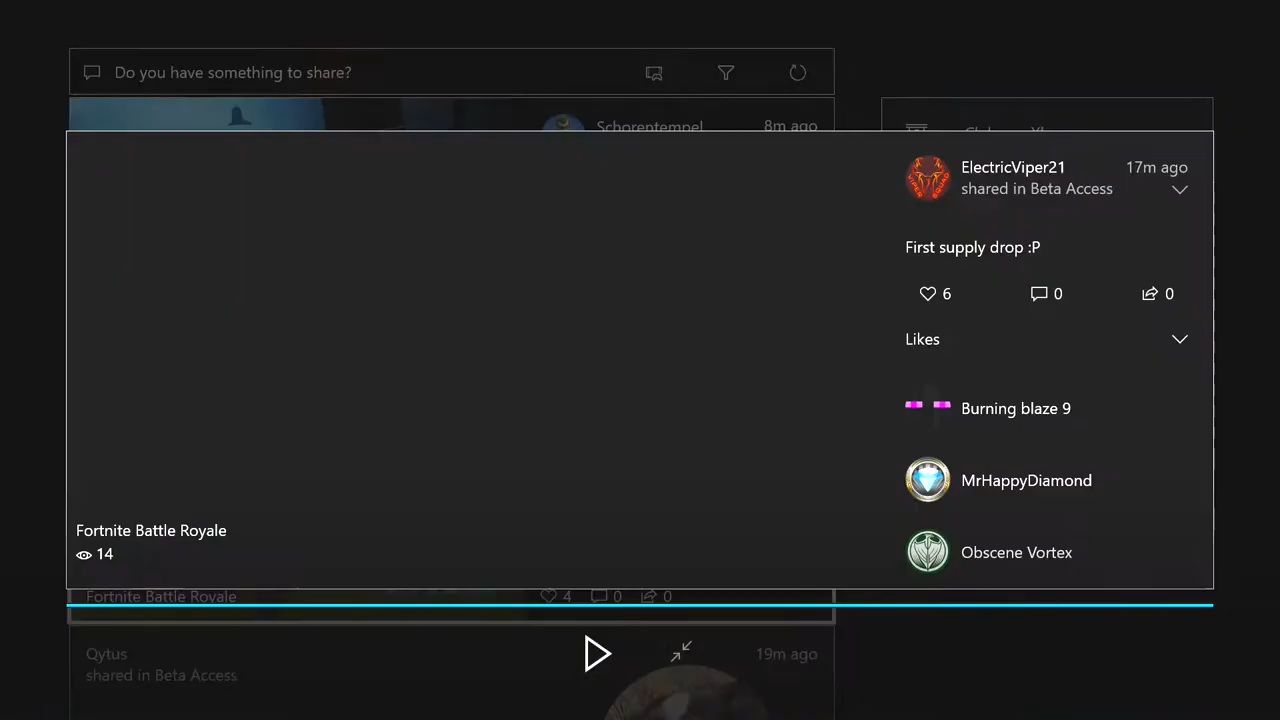 Do you have something to share?
Schorentempel 8m ago
ElectricViper21 17m ago
shared in Beta Access
First supply drop :P
6 0 0
Likes
Burning blaze 9
MrHappyDiamond
Obscene Vortex
Fortnite Battle Royale
14
Fortnite Battle Royale 4 0 0
Qytus 19m ago
shared in Beta Access